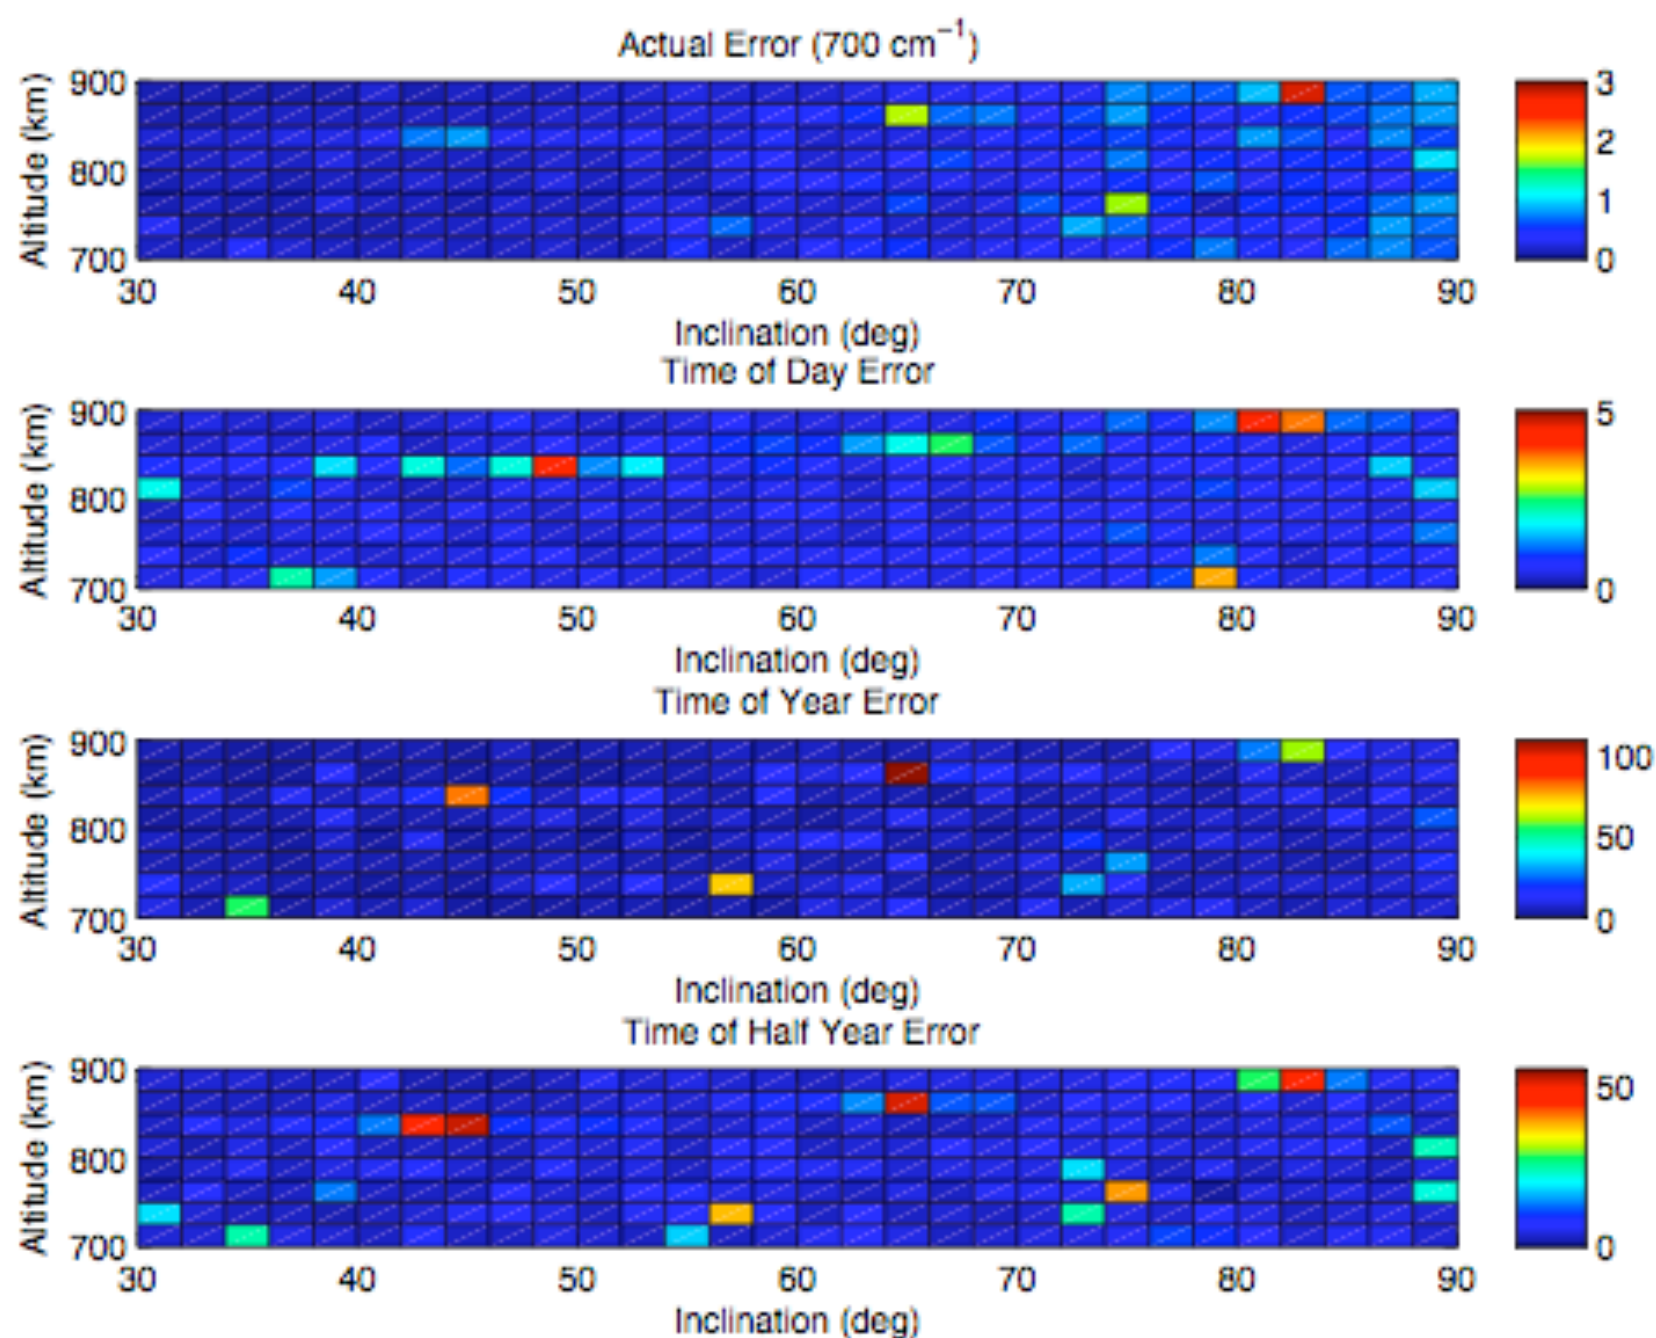 Actual Error (700 cm⁻¹)
Altitude (km)
900
800
700
30 40 50 60 70 80 90
Inclination (deg)
3
2
1
0
Time of Day Error
Altitude (km)
900
800
700
30 40 50 60 70 80 90
Inclination (deg)
5
0
Time of Year Error
Altitude (km)
900
800
700
30 40 50 60 70 80 90
Inclination (deg)
100
50
0
Time of Half Year Error
Altitude (km)
900
800
700
30 40 50 60 70 80 90
Inclination (deg)
50
0